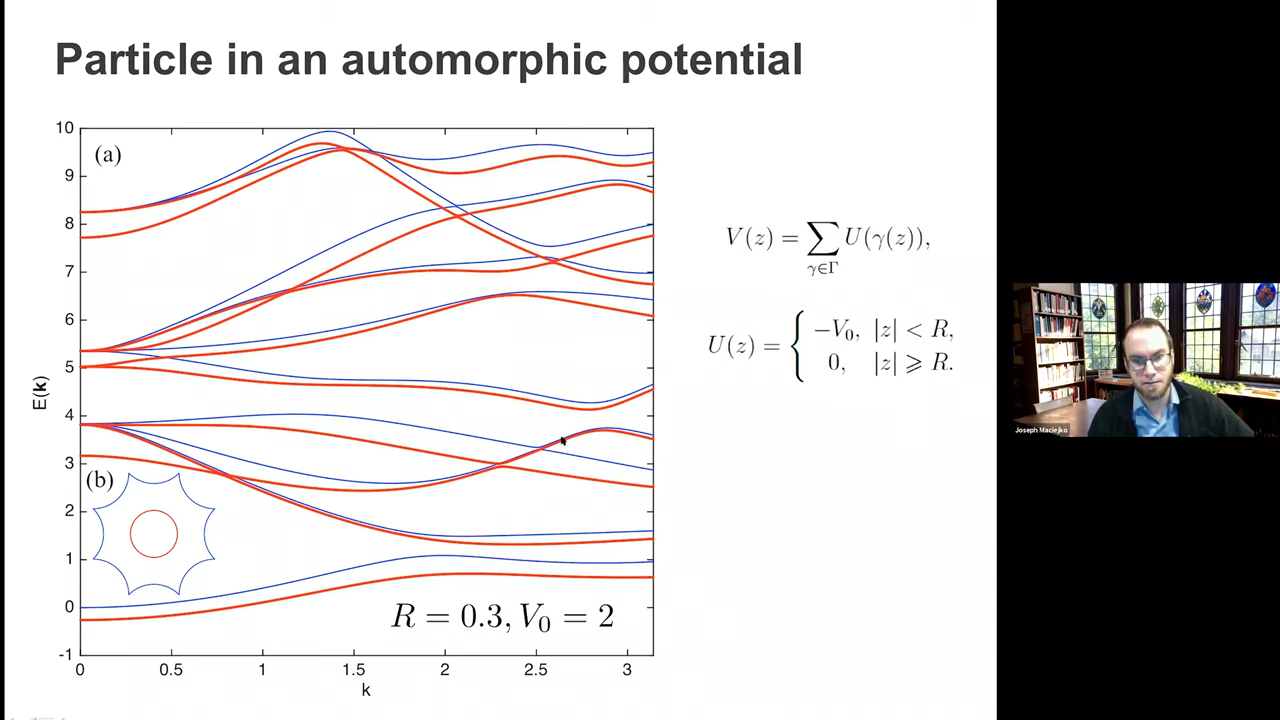 Particle in an automorphic potential
10
9
8
7
6
5
4
3
2
1
0
-1
E(k)
(a)
(b)
R = 0.3, V₀ = 2
0 0.5 1 1.5 2 2.5 3
k
V(z) = ∑ U(γ(z)),
γ∈Γ
U(z) = { −V₀, |z| < R,
0, |z| ⩾ R.
Joseph Maciejko